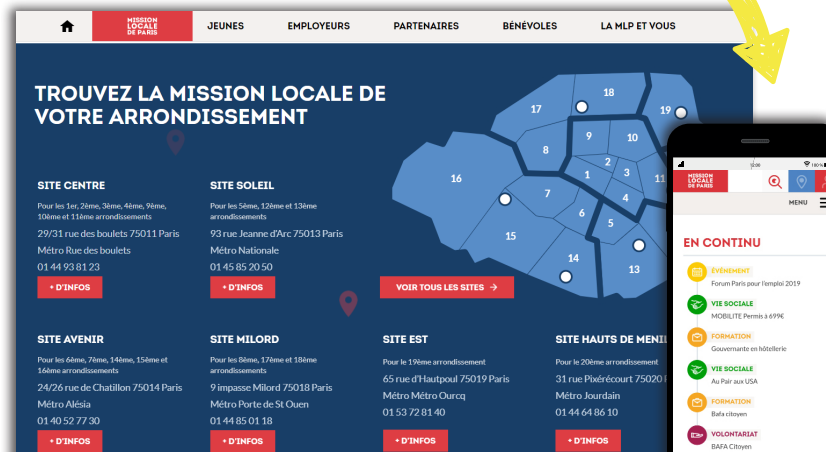 MISSION
LOCALE
DE PARIS
JEUNES
EMPLOYEURS
PARTENAIRES
BÉNÉVOLES
LA MLP ET VOUS
TROUVEZ LA MISSION LOCALE DE
VOTRE ARRONDISSEMENT
18
17
19
9
10
8
2
16
1
3
11
7
4
6
5
15
14
13
SITE CENTRE
Pour les 1er, 2ème, 3ème, 4ème, 9ème,
10ème et 11ème arrondissements
29/31 rue des boulets 75011 Paris
Métro Rue des boulets
01 44 93 81 23
+ D'INFOS
SITE SOLEIL
Pour les 5ème, 12ème et 13ème
arrondissements
93 rue Jeanne d'Arc 75013 Paris
Métro Nationale
01 45 85 20 50
+ D'INFOS
VOIR TOUS LES SITES →
SITE AVENIR
Pour les 6ème, 7ème, 14ème, 15ème et
16ème arrondissements
24/26 rue de Chatillon 75014 Paris
Métro Alésia
01 40 52 77 30
+ D'INFOS
SITE MILORD
Pour les 8ème, 17ème et 18ème
arrondissements
9 impasse Milord 75018 Paris
Métro Porte de St Ouen
01 44 85 01 18
+ D'INFOS
SITE EST
Pour le 19ème arrondissement
65 rue d'Hautpoul 75019 Paris
Métro Métro Ourcq
01 53 72 81 40
+ D'INFOS
SITE HAUTS DE MENIL
Pour le 20ème arrondissement
31 rue Pixérécourt 75020 P
Métro Jourdain
01 44 64 86 10
+ D'INFOS
MISSION
LOCALE
DE PARIS
MENU
EN CONTINU
ÉVÉNEMENT
Forum Paris pour l'emploi 2019
VIE SOCIALE
MOBILITE Permis à 699€
FORMATION
Gouvernante en hôtellerie
VIE SOCIALE
Au Pair aux USA
FORMATION
Bafa citoyen
VOLONTARIAT
BAFA Citoyen